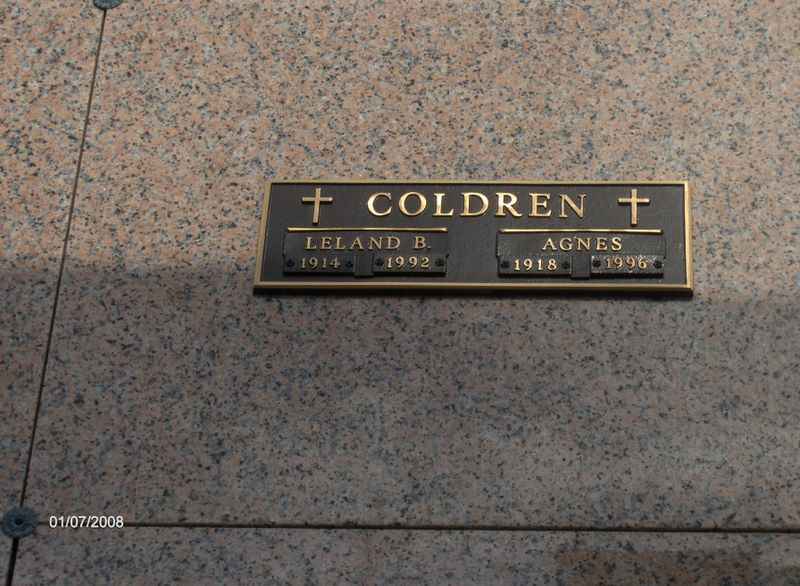 COLDREN
LELAND B.
1914 1992
AGNES
1918 1996
01/07/2008